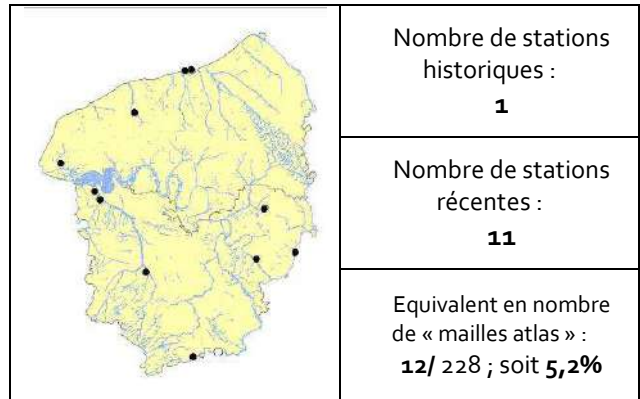 Nombre de stations
historiques :
1
Nombre de stations
récentes :
11
Equivalent en nombre
de « mailles atlas » :
12/ 228 ; soit 5,2%